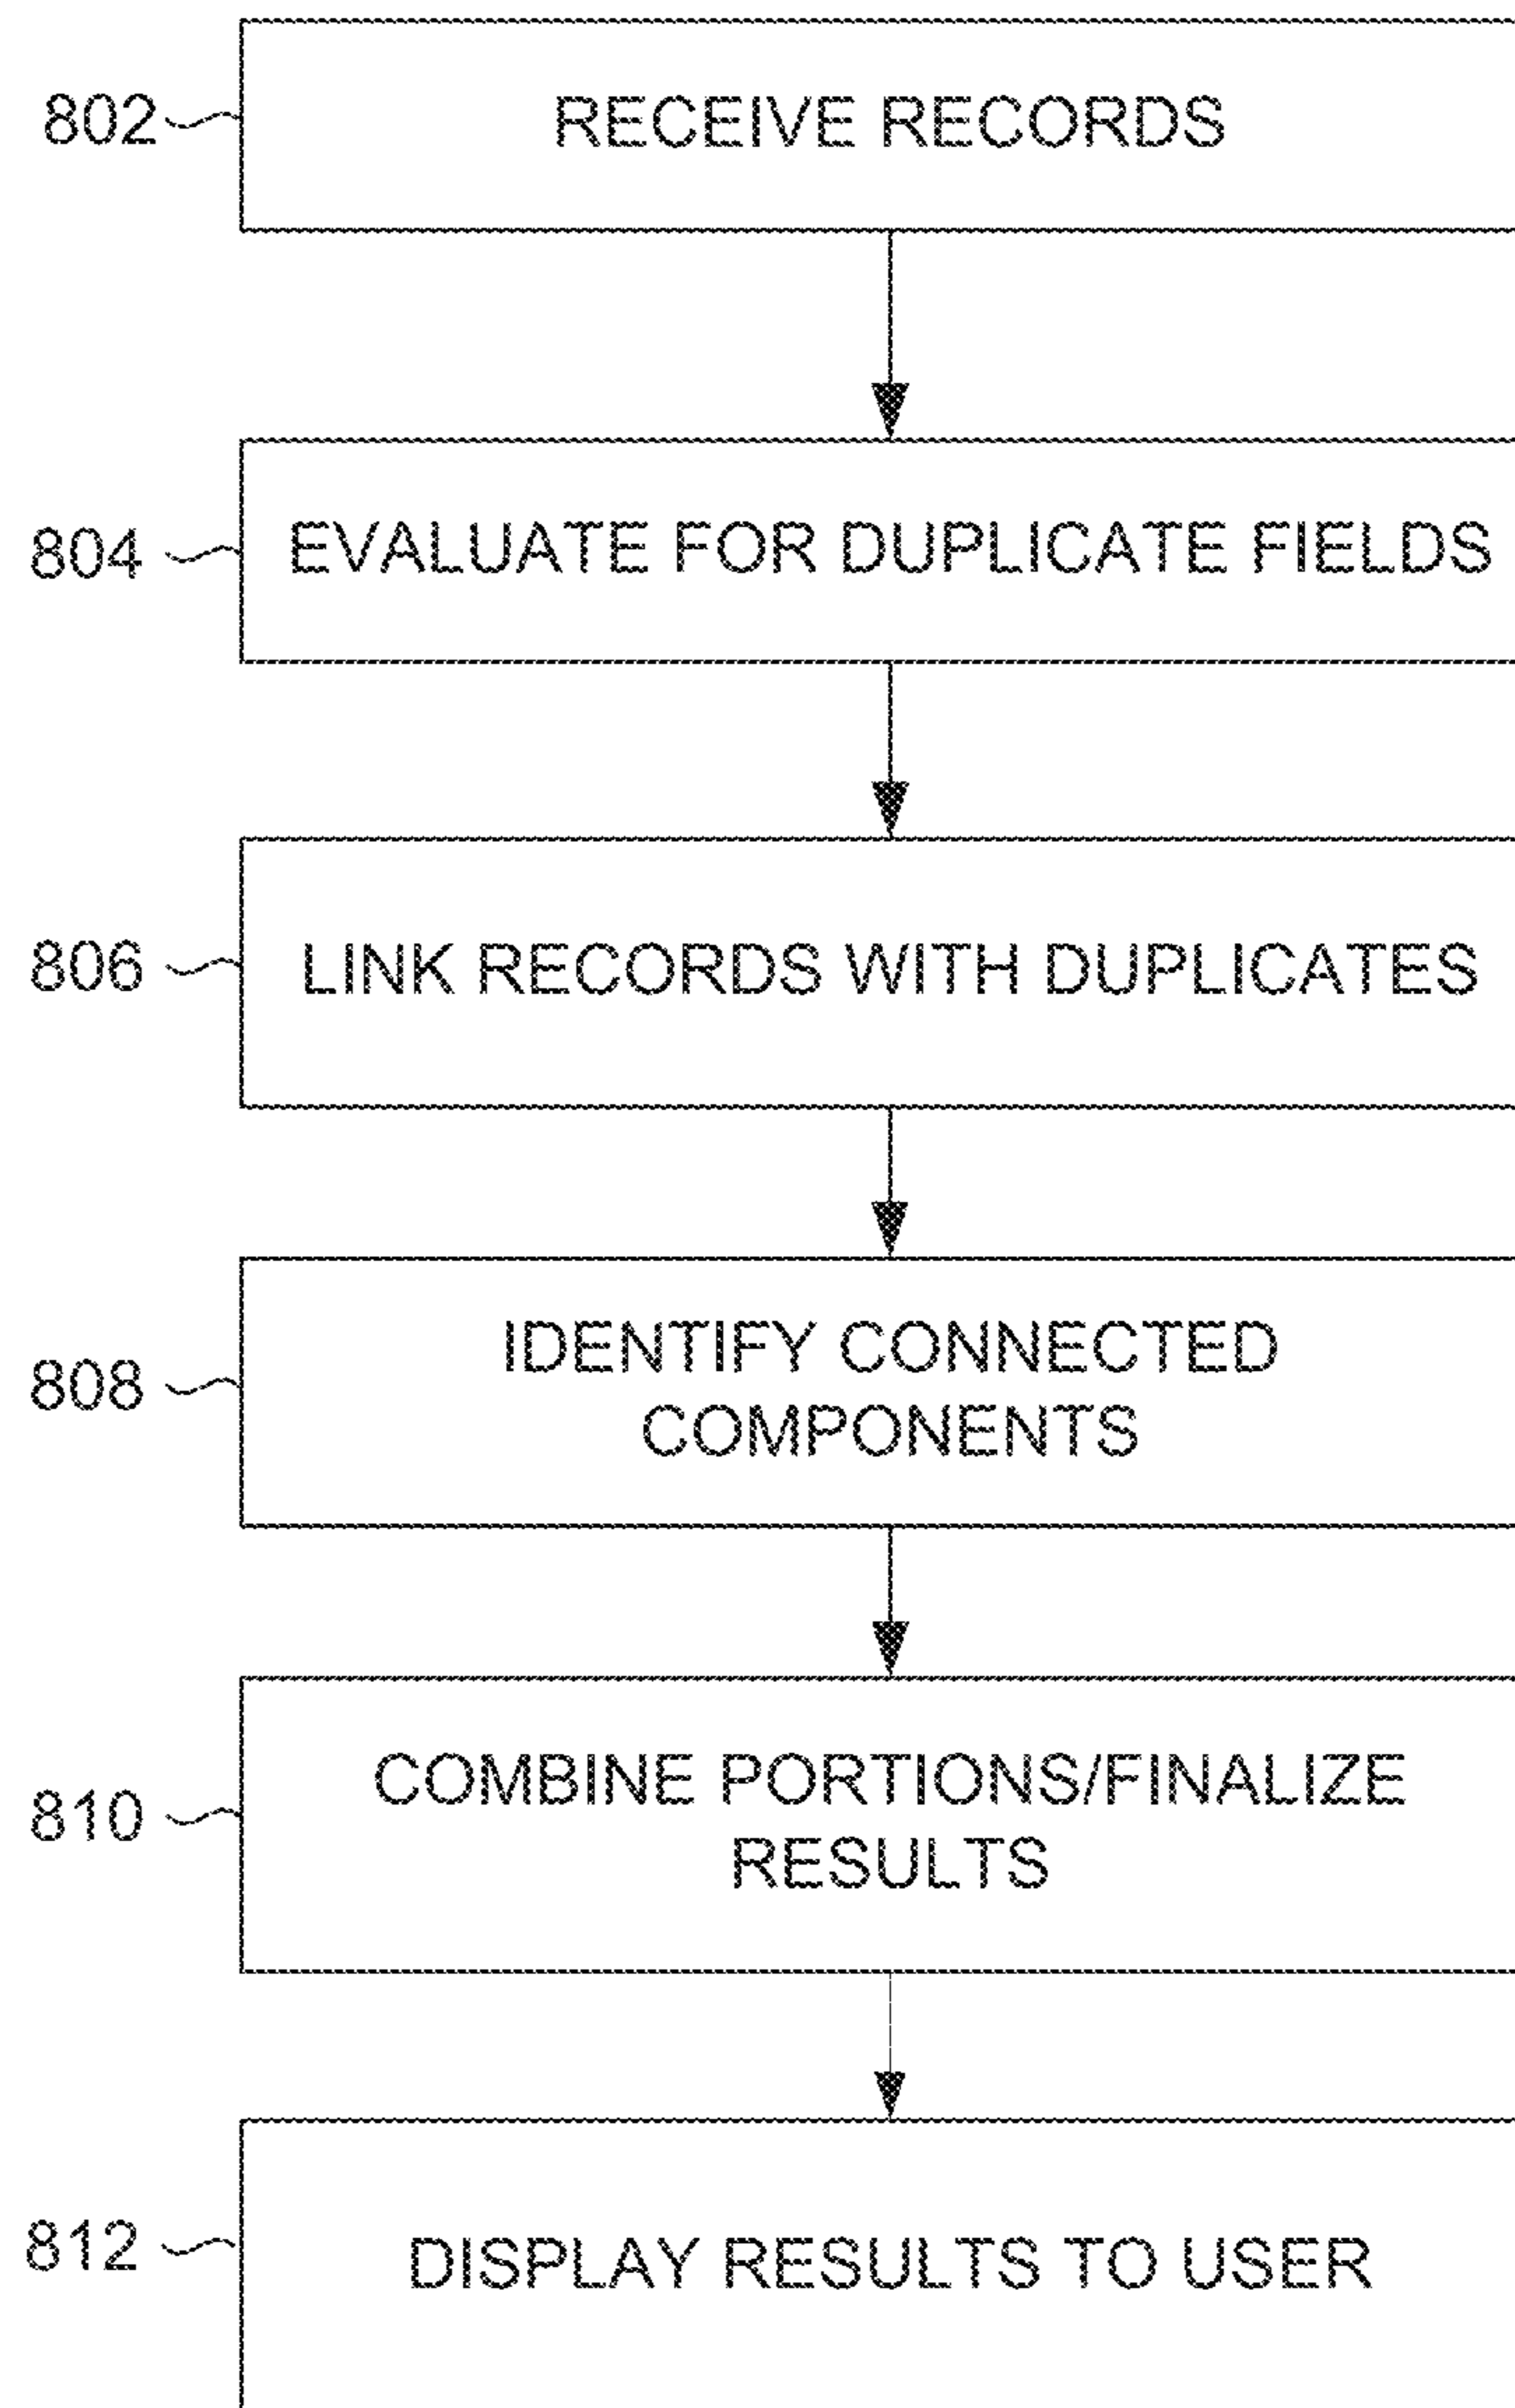 802 RECEIVE RECORDS
804 EVALUATE FOR DUPLICATE FIELDS
806 LINK RECORDS WITH DUPLICATES
808 IDENTIFY CONNECTED
COMPONENTS
810 COMBINE PORTIONS/FINALIZE
RESULTS
812 DISPLAY RESULTS TO USER